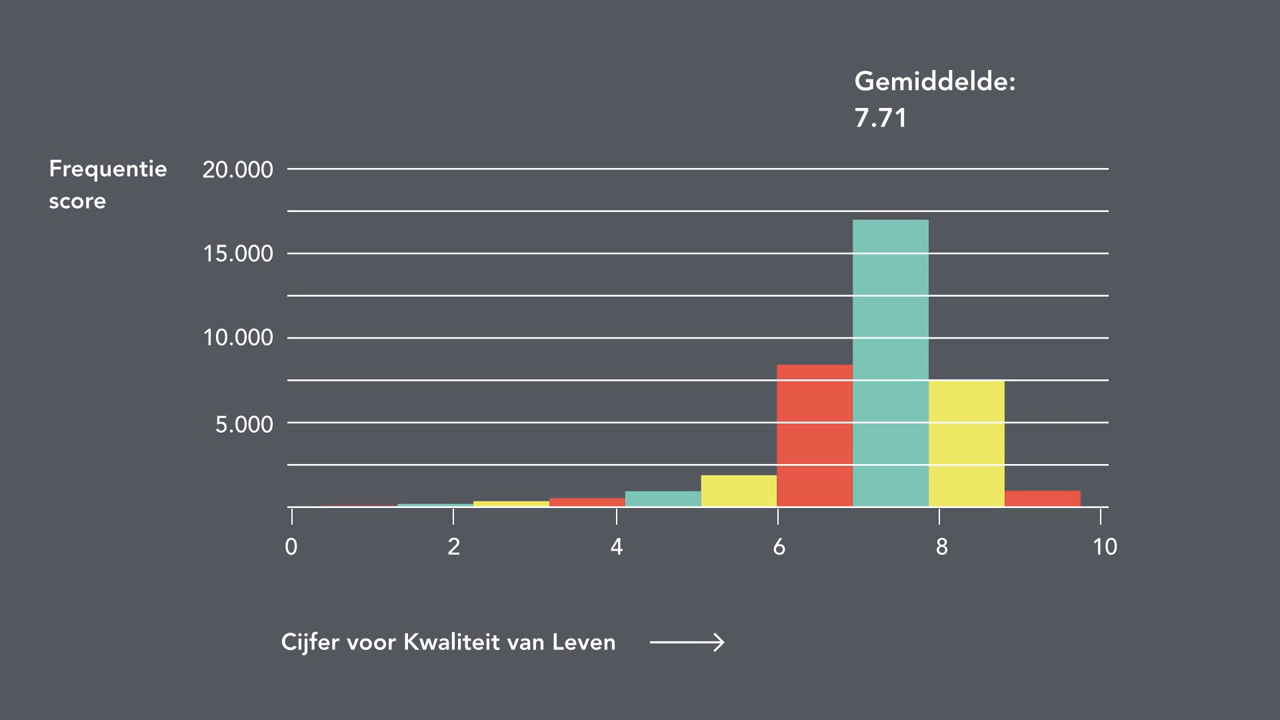 Gemiddelde:
7.71
Frequentie
score
20.000
15.000
10.000
5.000
0 2 4 6 8 10
Cijfer voor Kwaliteit van Leven